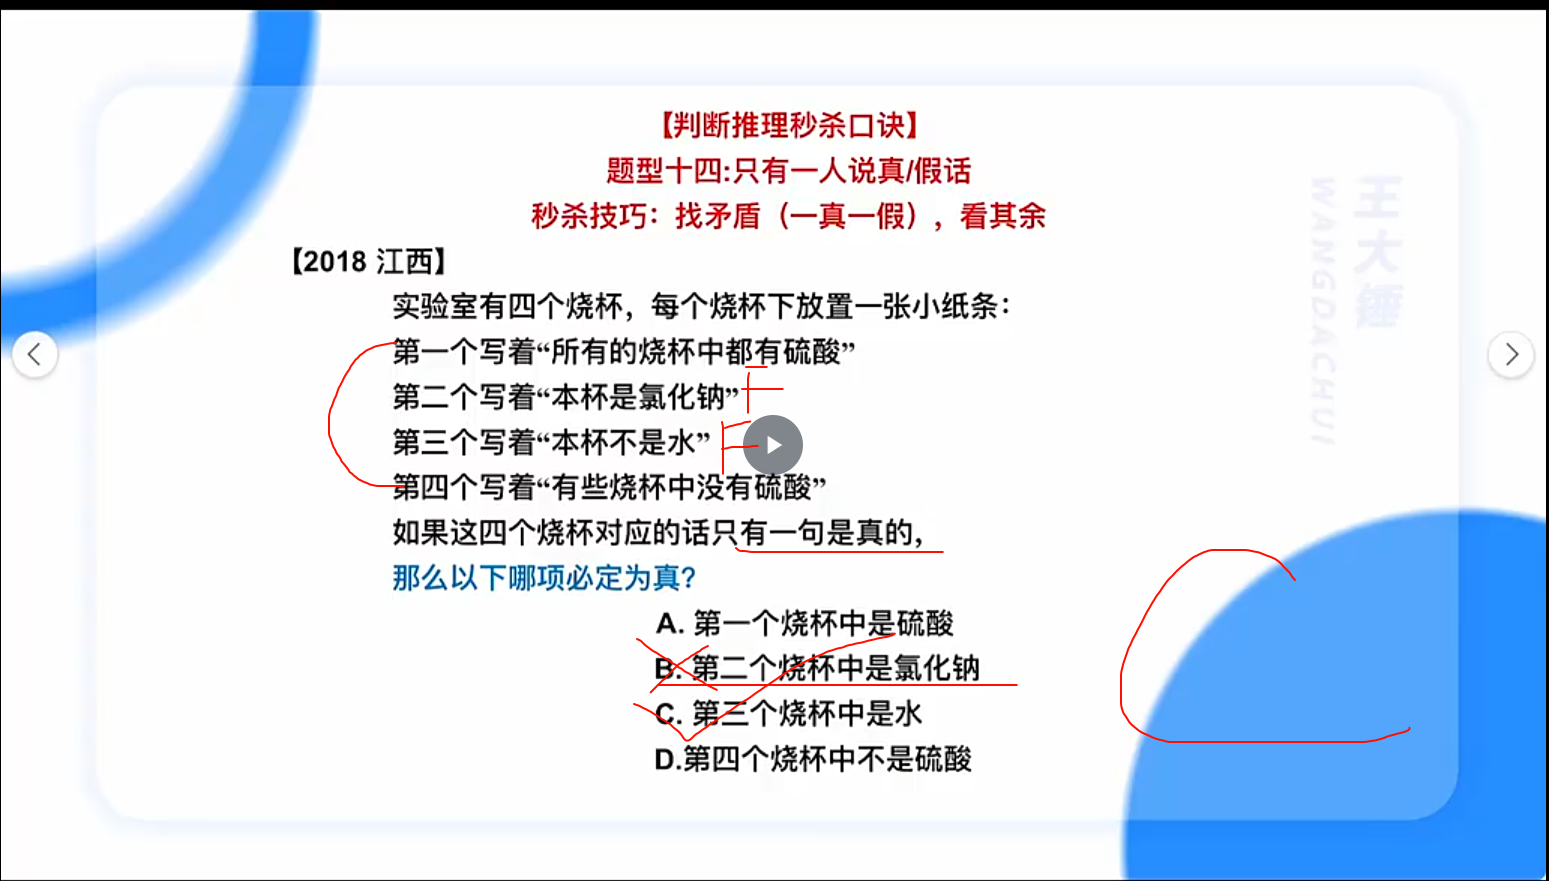 【判断推理秒杀口诀】
题型十四:只有一人说真/假话
秒杀技巧：找矛盾（一真一假），看其余
【2018 江西】
实验室有四个烧杯，每个烧杯下放置一张小纸条：
第一个写着“所有的烧杯中都有硫酸”
第二个写着“本杯是氯化钠”
第三个写着“本杯不是水”
第四个写着“有些烧杯中没有硫酸”
如果这四个烧杯对应的话只有一句是真的，
那么以下哪项必定为真？
A. 第一个烧杯中是硫酸
B. 第二个烧杯中是氯化钠
C. 第三个烧杯中是水
D.第四个烧杯中不是硫酸
王大锤
WANGDACHUI